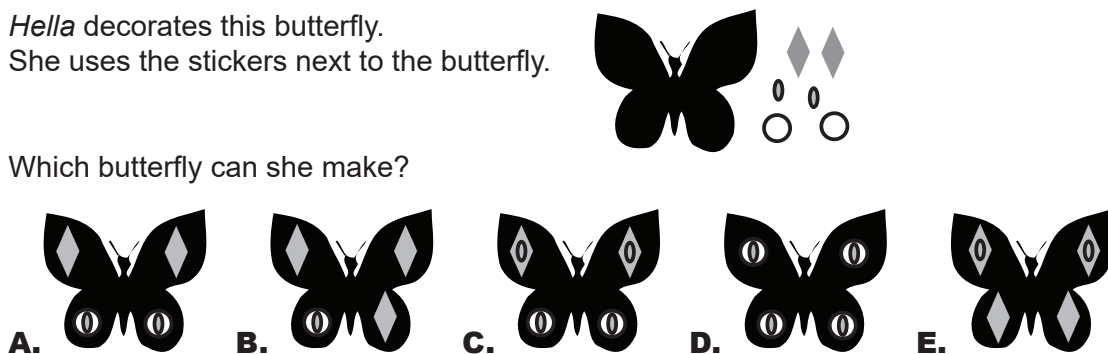 Hella decorates this butterfly.
She uses the stickers next to the butterfly.
Which butterfly can she make?
A. B. C. D. E.